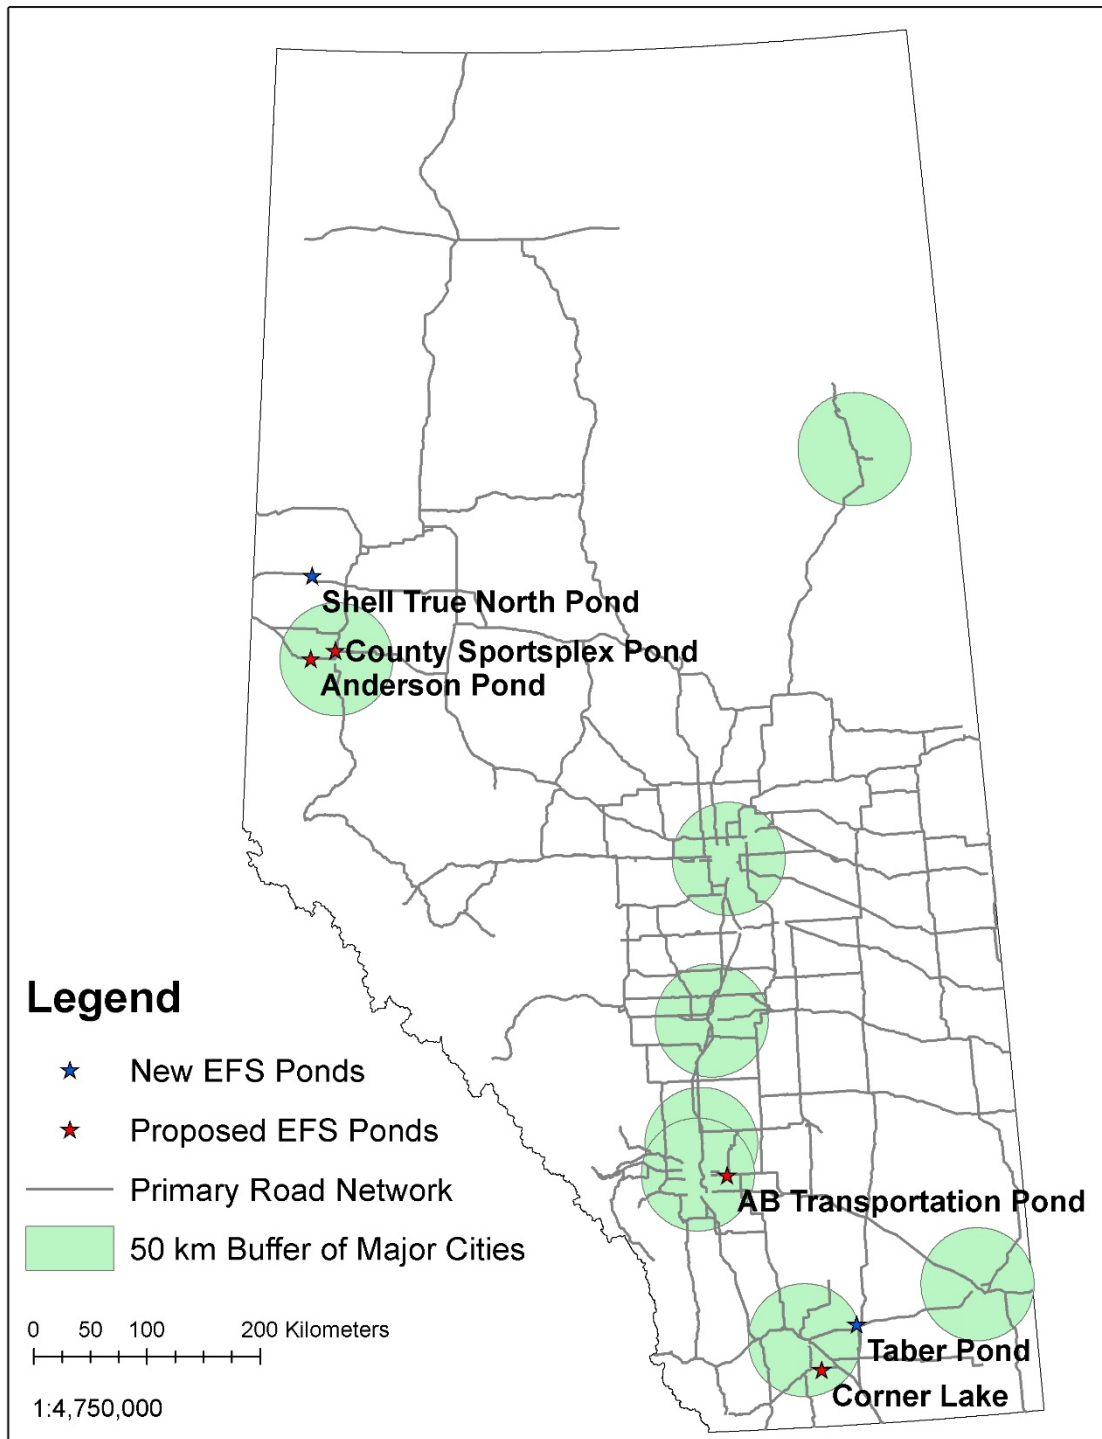 Shell True North Pond
County Sportsplex Pond
Anderson Pond
Legend
New EFS Ponds
Proposed EFS Ponds
Primary Road Network
AB Transportation Pond
50 km Buffer of Major Cities
0 50 100 200 Kilometers
Taber Pond
Corner Lake
1:4,750,000